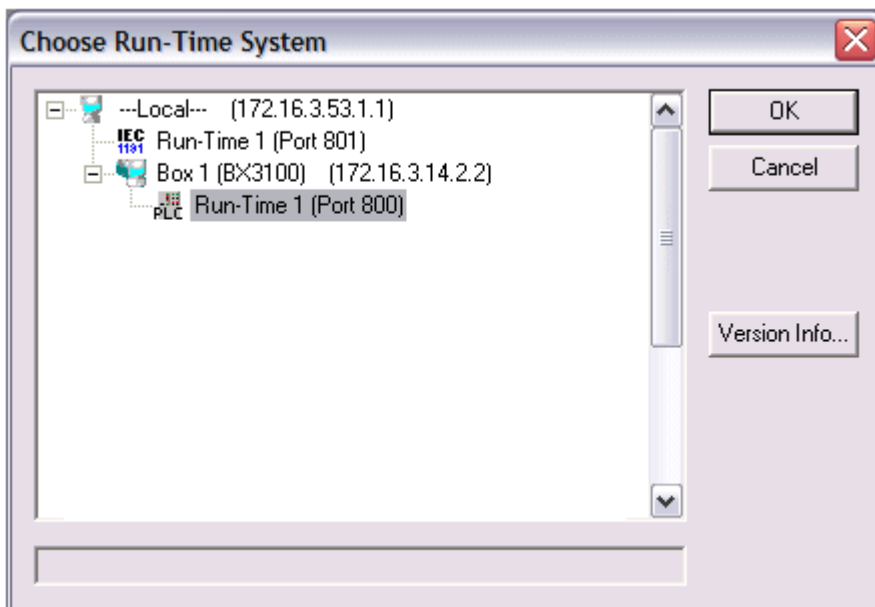 Choose Run-Time System
---Local--- (172.16.3.53.1.1)
IEC
1131
Run-Time 1 (Port 801)
Box 1 (BX3100) (172.16.3.14.2.2)
PLC
Run-Time 1 (Port 800)
OK
Cancel
Version Info...